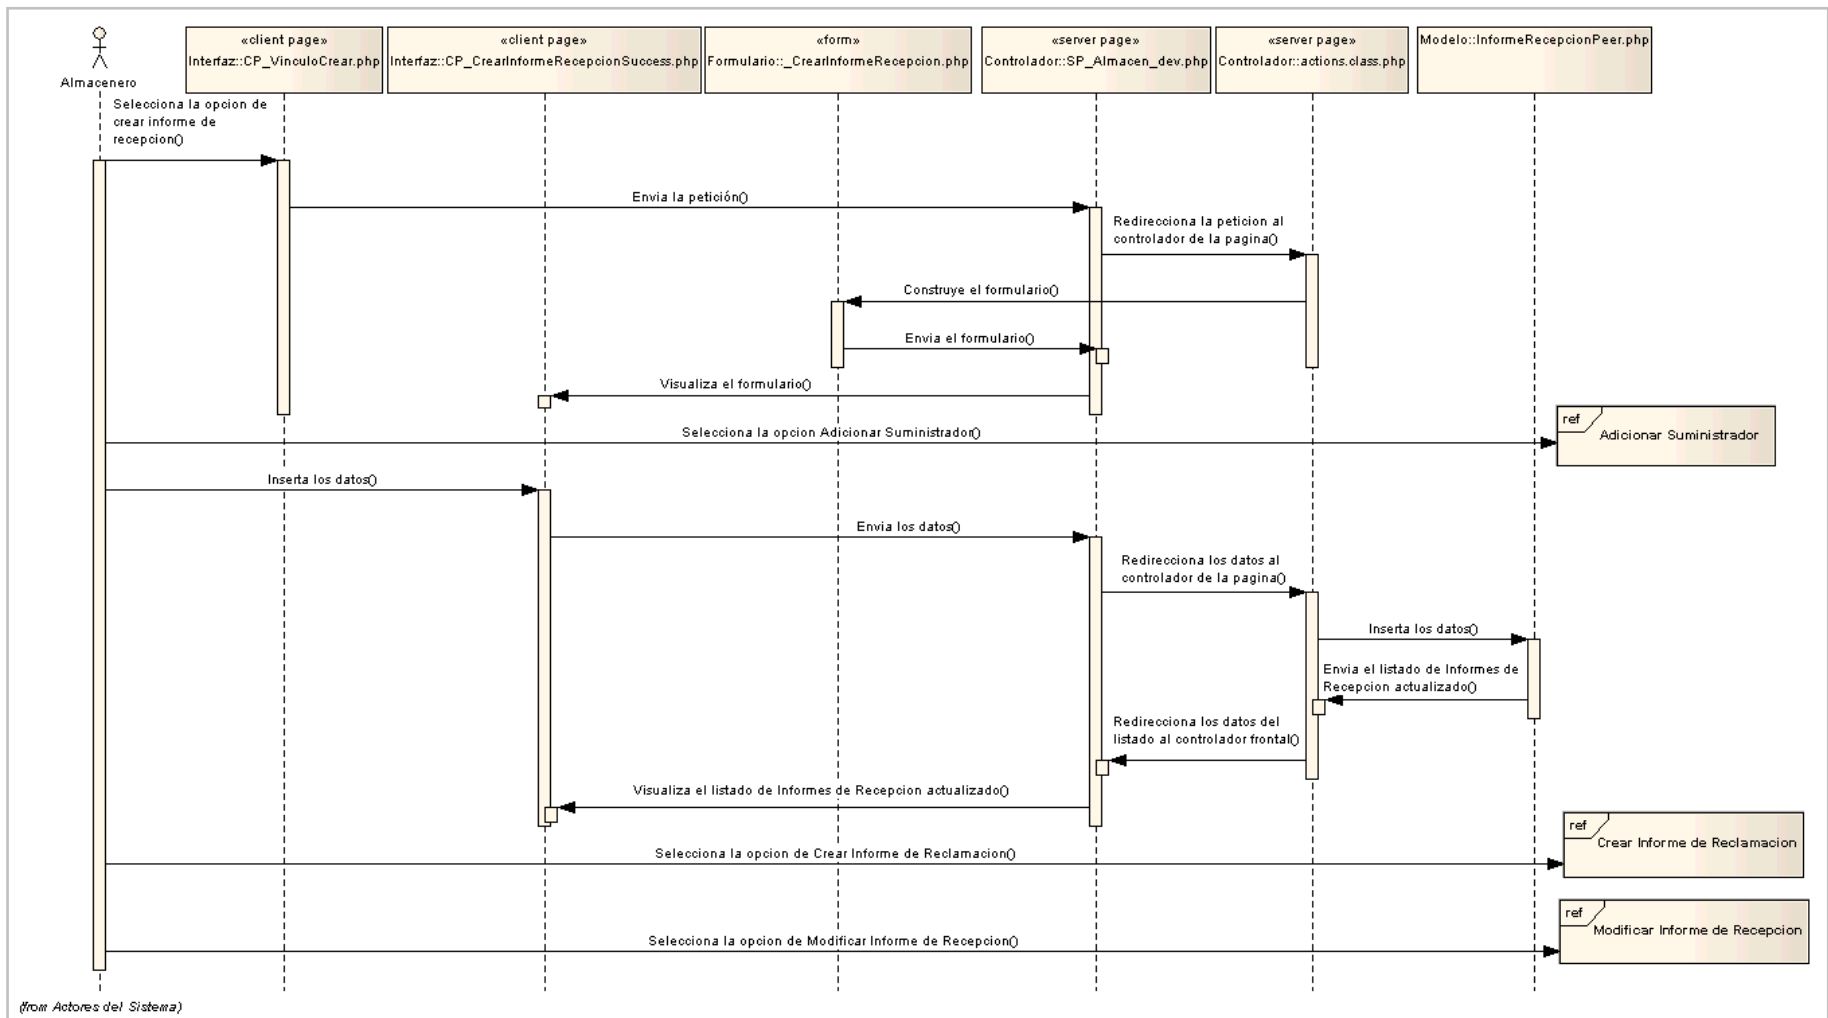 «client page»
Interfaz::CP_VinculoCrear.php
«client page»
Interfaz::CP_CrearInformeRecepcionSuccess.php
«form»
Formulario::_CrearInformeRecepcion.php
«server page»
Controlador::SP_Almacen_dev.php
«server page»
Controlador::actions.class.php
Modelo::InformeRecepcionPeer.php
Almacenero
Selecciona la opcion de
crear informe de
recepcion()
Envia la petición()
Redirecciona la peticion al
controlador de la pagina()
Construye el formulario()
Envia el formulario()
Visualiza el formulario()
Selecciona la opcion Adicionar Suministrador()
ref
Adicionar Suministrador
Inserta los datos()
Envia los datos()
Redirecciona los datos al
controlador de la pagina()
Inserta los datos()
Envia el listado de Informes de
Recepcion actualizado()
Redirecciona los datos del
listado al controlador frontal()
Visualiza el listado de Informes de Recepcion actualizado()
ref
Crear Informe de Reclamacion
Selecciona la opcion de Crear Informe de Reclamacion()
ref
Modificar Informe de Recepcion
Selecciona la opcion de Modificar Informe de Recepcion()
(from Actores del Sistema)